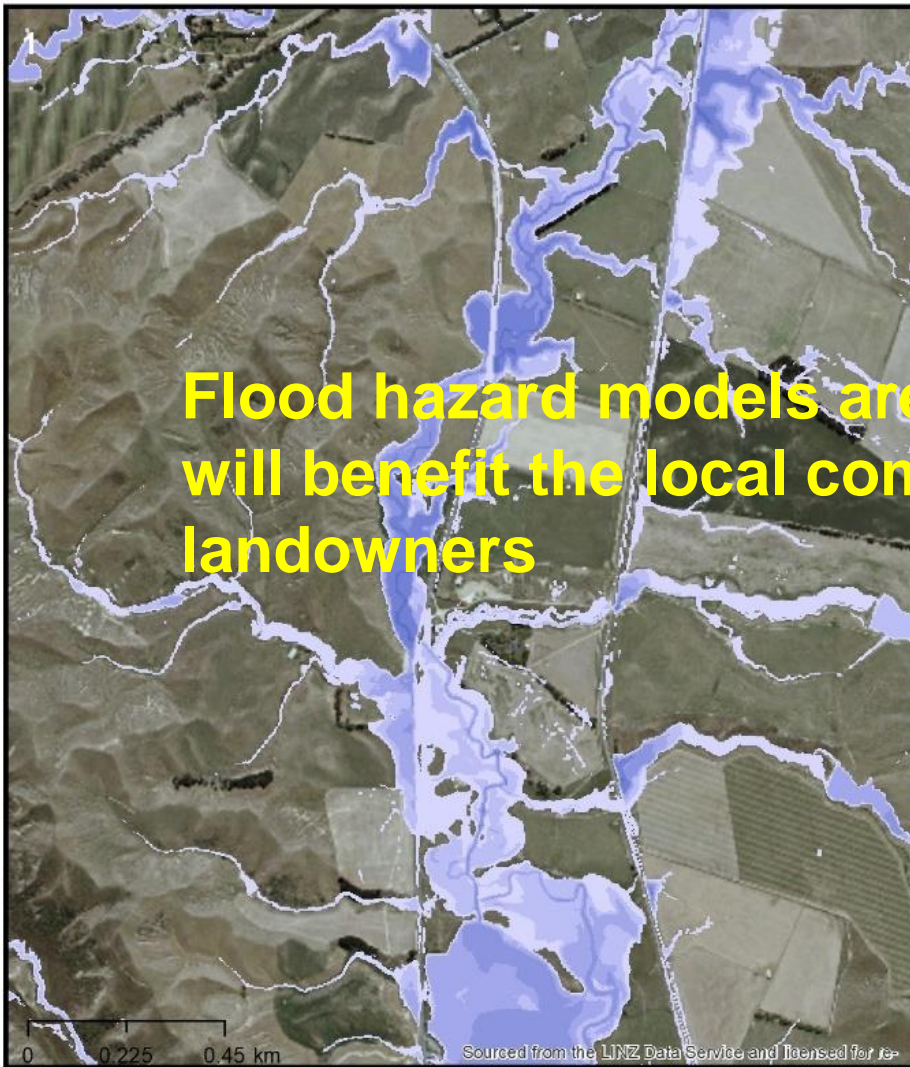 1
Flood hazard models are
will benefit the local com
landowners
0 0.225 0.45 km
Sourced from the LINZ Data Service and licensed for re-